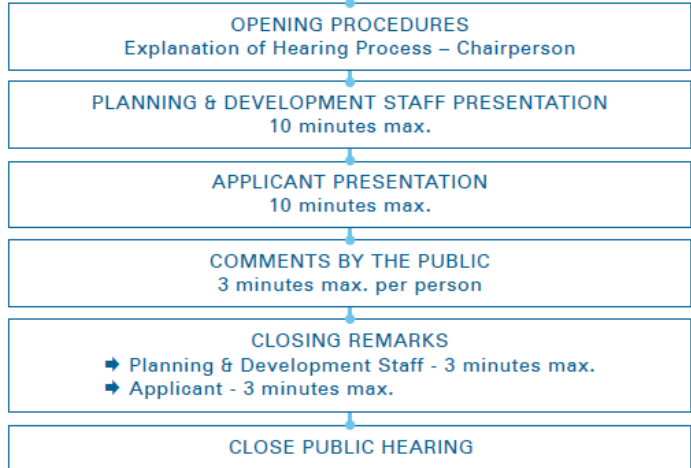 OPENING PROCEDURES
Explanation of Hearing Process – Chairperson
PLANNING & DEVELOPMENT STAFF PRESENTATION
10 minutes max.
APPLICANT PRESENTATION
10 minutes max.
COMMENTS BY THE PUBLIC
3 minutes max. per person
CLOSING REMARKS
➡ Planning & Development Staff - 3 minutes max.
➡ Applicant - 3 minutes max.
CLOSE PUBLIC HEARING